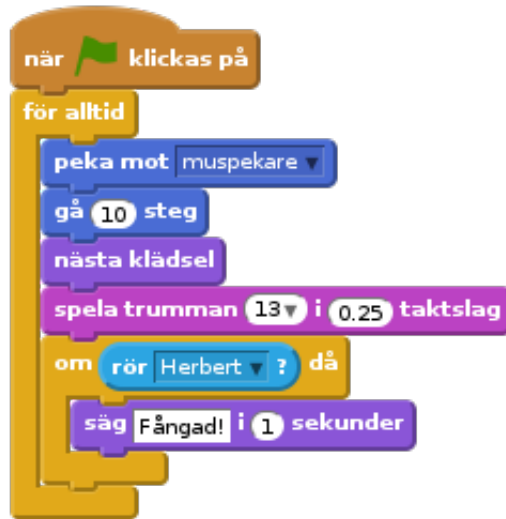 när klickas på
för alltid
peka mot muspekare
gå 10 steg
nästa klädsel
spela trumman 13 i 0.25 taktslag
om rör Herbert ? då
säg Fångad! i 1 sekunder